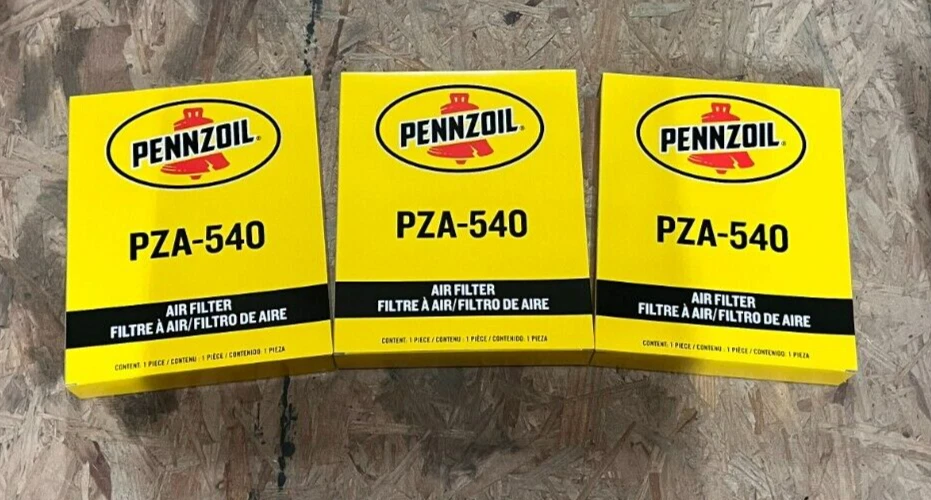 PENNZOIL®
PZA-540
AIR FILTER
FILTRE À AIR/FILTRO DE AIRE
CONTENT: 1 PIECE / CONTENU : 1 PIÈCE / CONTENIDO: 1 PIEZA
PENNZOIL®
PZA-540
AIR FILTER
FILTRE À AIR/FILTRO DE AIRE
CONTENT: 1 PIECE / CONTENU : 1 PIÈCE / CONTENIDO: 1 PIEZA
PENNZOIL®
PZA-540
AIR FILTER
FILTRE À AIR/FILTRO DE AIRE
CONTENT: 1 PIECE / CONTENU : 1 PIÈCE / CONTENIDO: 1 PIEZA